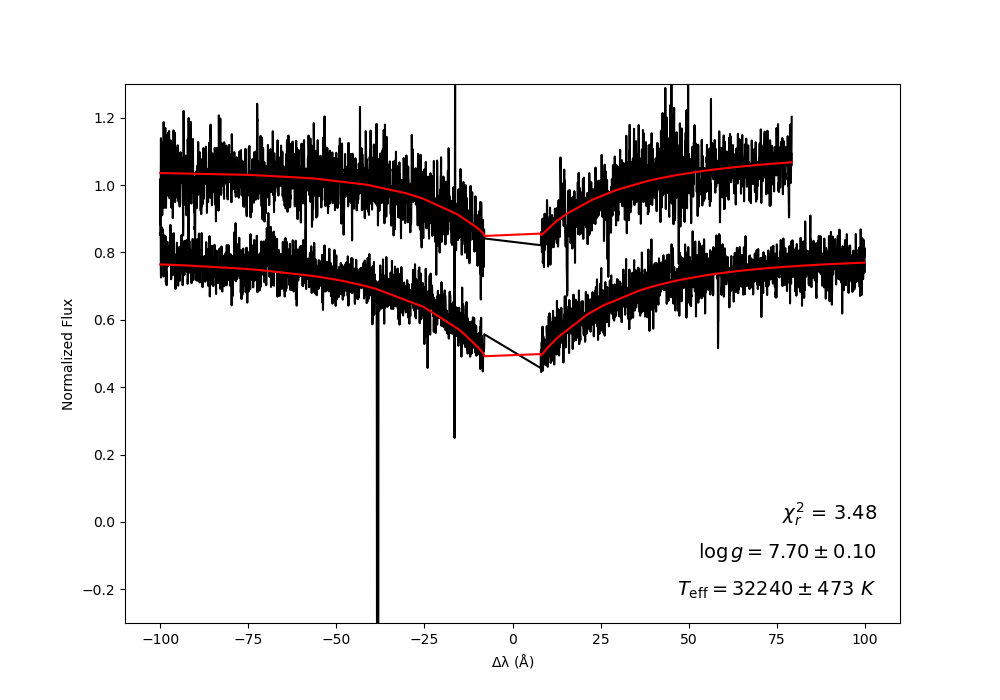 1.2
1.0
0.8
0.6
0.4
0.2
0.0
−0.2
Normalized Flux
χ²ᵣ = 3.48
log g = 7.70 ± 0.10
T_eff = 32240 ± 473 K
−100 −75 −50 −25 0 25 50 75 100
Δλ (Å)